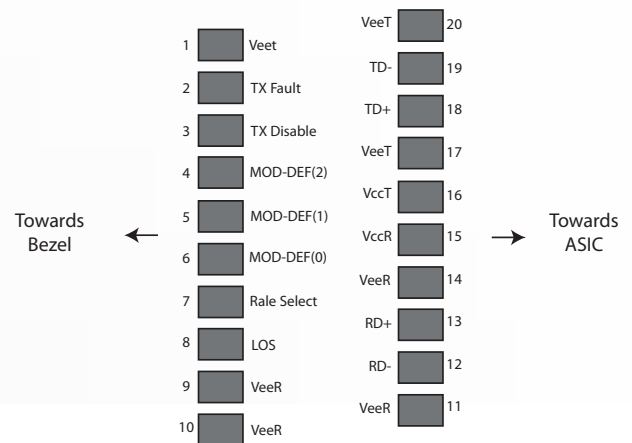 VeeT 20
1 Veet
TD- 19
2 TX Fault
TD+ 18
3 TX Disable
VeeT 17
4 MOD-DEF(2)
VccT 16
5 MOD-DEF(1)
Towards
Bezel
VccR 15
Towards
ASIC
6 MOD-DEF(0)
VeeR 14
7 Rale Select
RD+ 13
8 LOS
RD- 12
9 VeeR
VeeR 11
10 VeeR